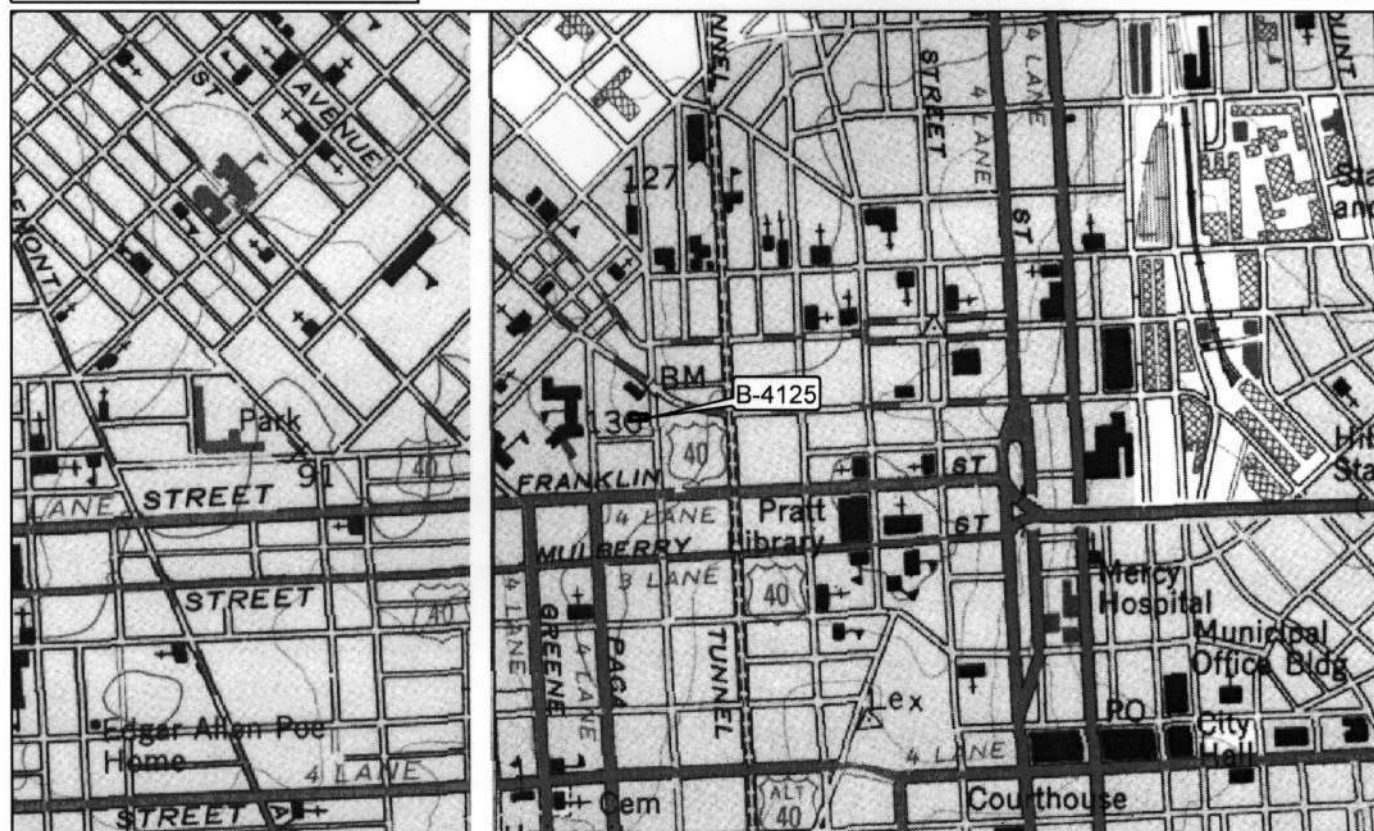 ST
AVENUE
EMONT
Park
91
40
LANE
STREET
40
STREET
Edgar Allan Poe
Home
4 LANE
STREET
TUNNEL
STREET
4 LANE
4 LANE
ST
127
BM
B-4125
136
40
FRANKLIN
ST
4 LANE
Pratt
Library
MULBERRY
ST
3 LANE
40
4 LANE
GREENE
4 LANE
PACA
TUNNEL
Mercy
Hospital
Municipal
Office Bldg
Lex
PO
City
Hall
4 LANE
ALT
40
Cem
Courthouse